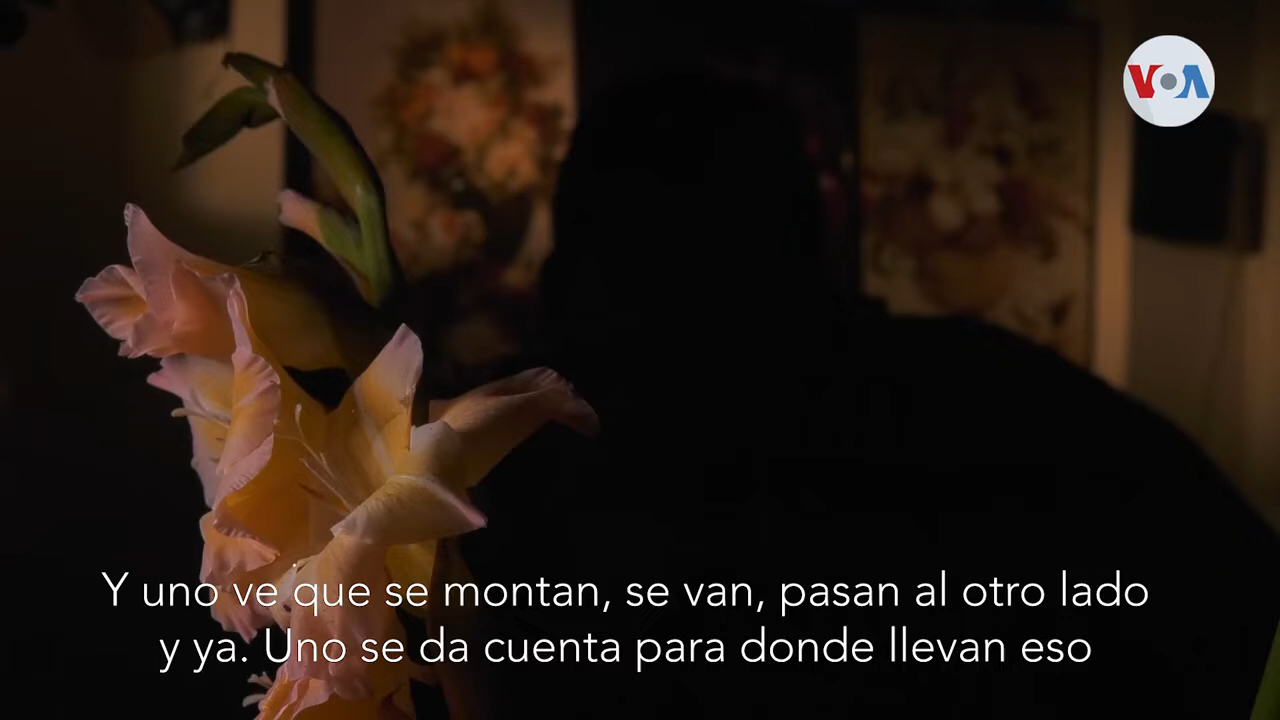 VOA
Y uno ve que se montan, se van, pasan al otro lado
y ya. Uno se da cuenta para donde llevan eso